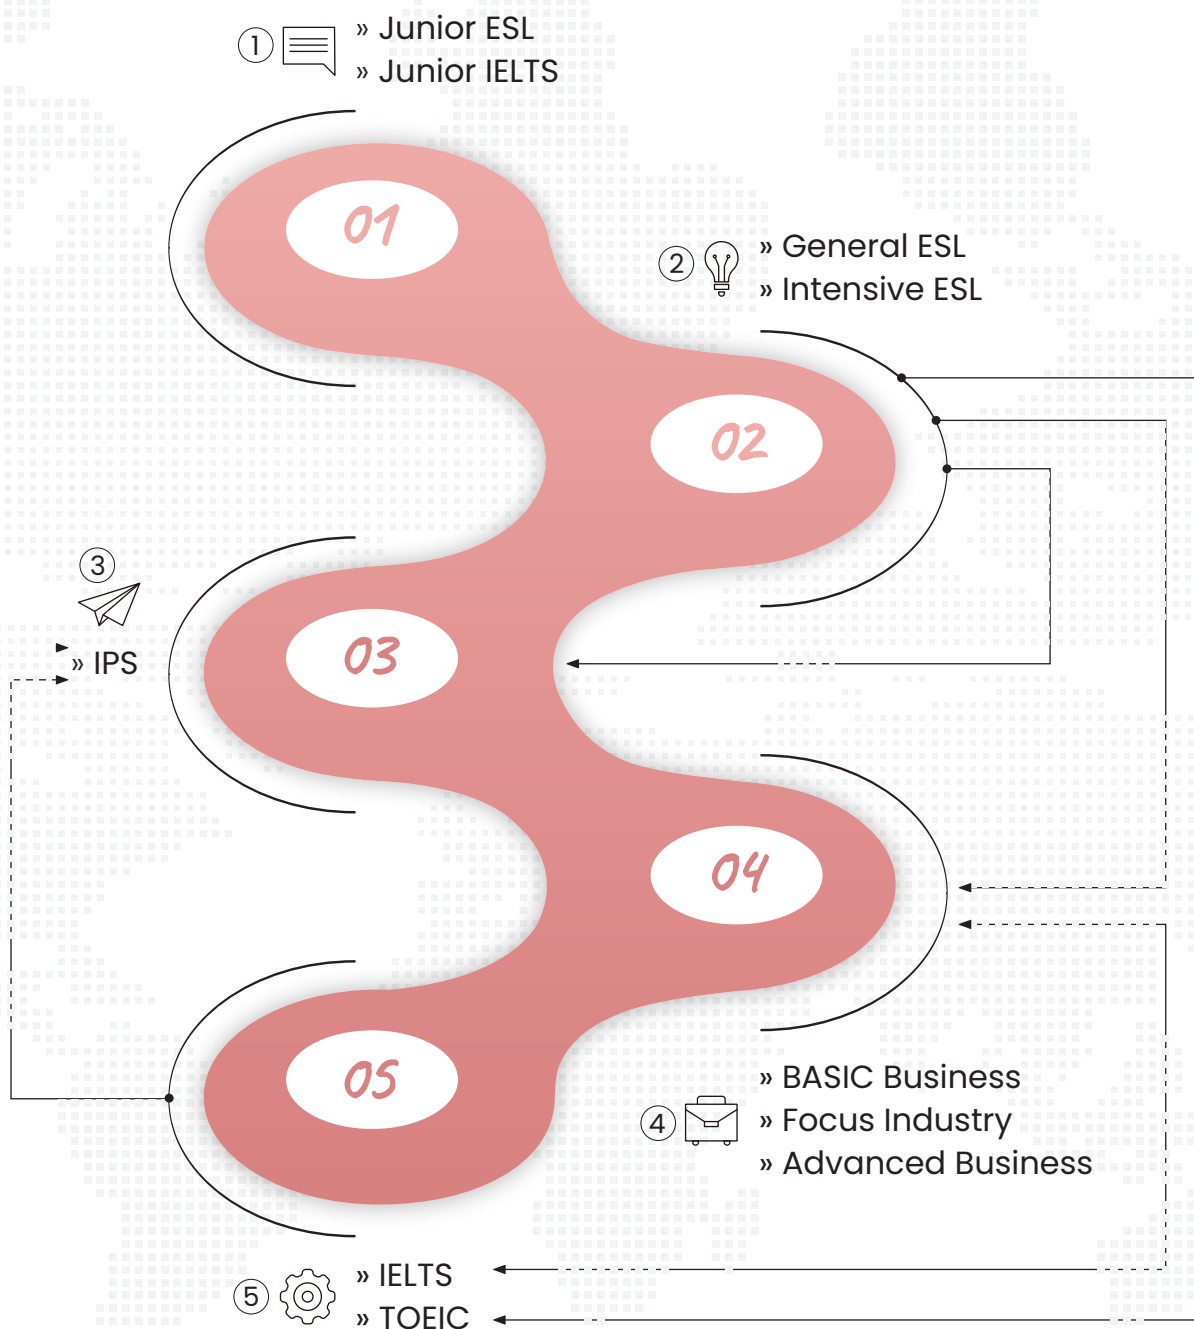 1
» Junior ESL
» Junior IELTS
01
2
» General ESL
» Intensive ESL
02
3
» IPS
03
04
05
4
» BASIC Business
» Focus Industry
» Advanced Business
5
» IELTS
» TOEIC